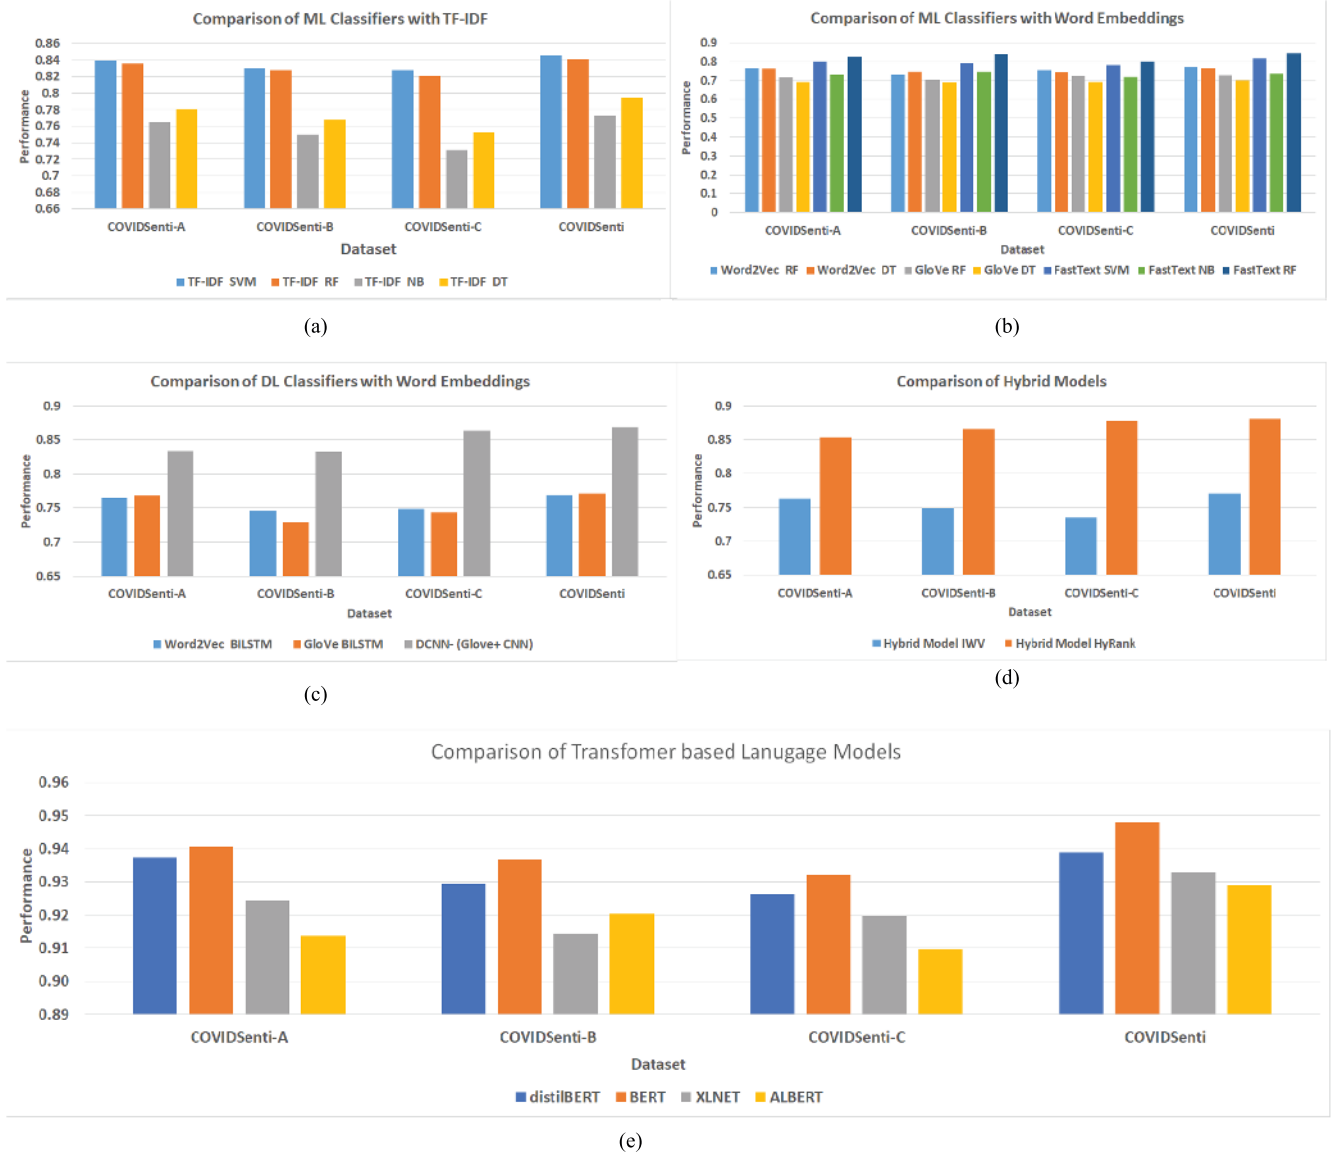 Comparison of ML Classifiers with TF-IDF
0.86
0.84
0.82
0.8
0.78
0.76
0.74
0.72
0.7
0.68
0.66
Performance
COVIDSenti-A COVIDSenti-B COVIDSenti-C COVIDSenti
Dataset
TF-IDF SVM TF-IDF RF TF-IDF NB TF-IDF DT
(a)
Comparison of ML Classifiers with Word Embeddings
0.9
0.8
0.7
0.6
0.5
0.4
0.3
0.2
0.1
0
Performance
COVIDSenti-A COVIDSenti-B COVIDSenti-C COVIDSenti
Dataset
Word2Vec RF Word2Vec DT GloVe RF GloVe DT FastText SVM FastText NB FastText RF
(b)
Comparison of DL Classifiers with Word Embeddings
0.9
0.85
0.8
0.75
0.7
0.65
Performance
COVIDSenti-A COVIDSenti-B COVIDSenti-C COVIDSenti
Dataset
Word2Vec BILSTM GloVe BILSTM DCNN- (Glove+ CNN)
(c)
Comparison of Hybrid Models
0.9
0.85
0.8
0.75
0.7
0.65
Performance
COVIDSenti-A COVIDSenti-B COVIDSenti-C COVIDSenti
Dataset
Hybrid Model IWV Hybrid Model HyRank
(d)
Comparison of Transfomer based Lanugage Models
0.96
0.95
0.94
0.93
0.92
0.91
0.90
0.89
Performance
COVIDSenti-A COVIDSenti-B COVIDSenti-C COVIDSenti
Dataset
distilBERT BERT XLNET ALBERT
(e)